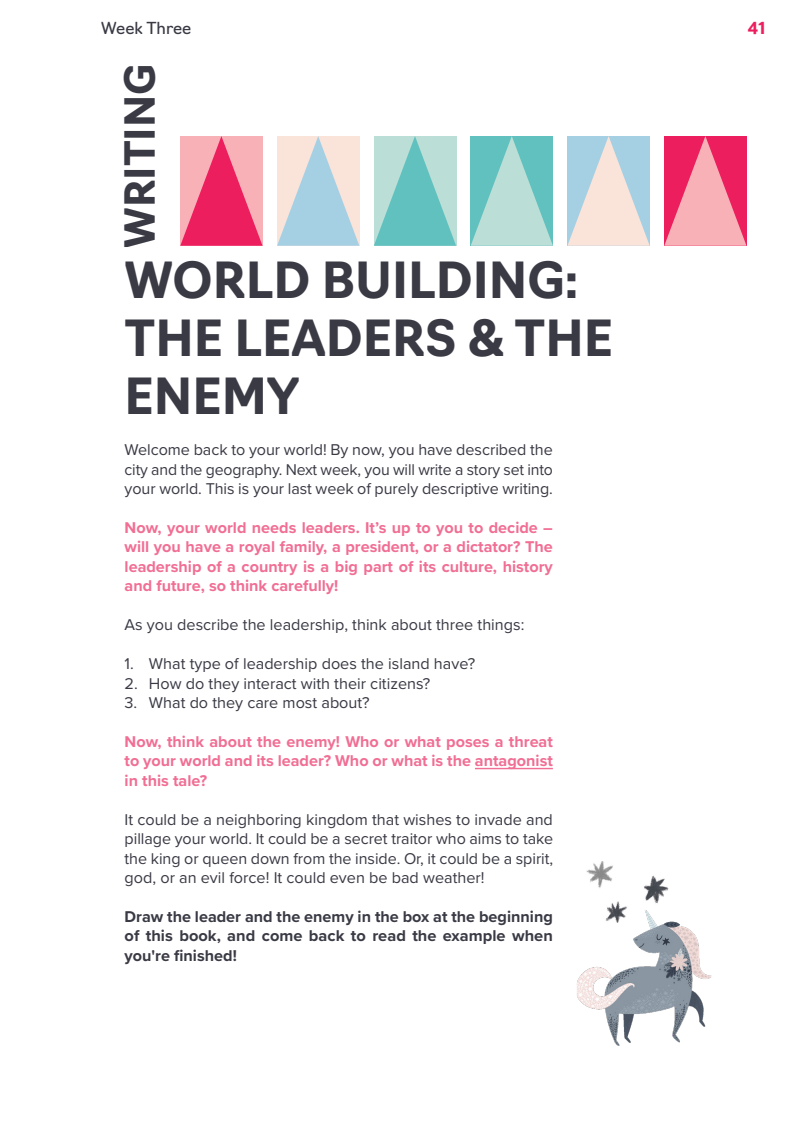 Week Three
41
WRITING
WORLD BUILDING:
THE LEADERS & THE
ENEMY
Welcome back to your world! By now, you have described the
city and the geography. Next week, you will write a story set into
your world. This is your last week of purely descriptive writing.
Now, your world needs leaders. It’s up to you to decide –
will you have a royal family, a president, or a dictator? The
leadership of a country is a big part of its culture, history
and future, so think carefully!
As you describe the leadership, think about three things:
1. What type of leadership does the island have?
2. How do they interact with their citizens?
3. What do they care most about?
Now, think about the enemy! Who or what poses a threat
to your world and its leader? Who or what is the antagonist
in this tale?
It could be a neighboring kingdom that wishes to invade and
pillage your world. It could be a secret traitor who aims to take
the king or queen down from the inside. Or, it could be a spirit,
god, or an evil force! It could even be bad weather!
Draw the leader and the enemy in the box at the beginning
of this book, and come back to read the example when
you're finished!